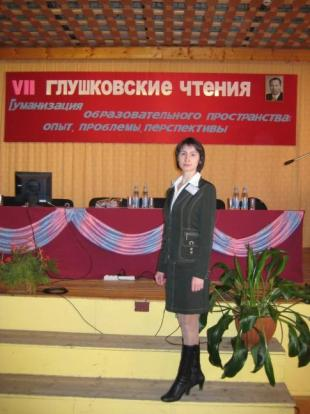 VII ГЛУШКОВСКИЕ ЧТЕНИЯ
Гуманизация
образовательного пространства:
опыт, проблемы, перспективы